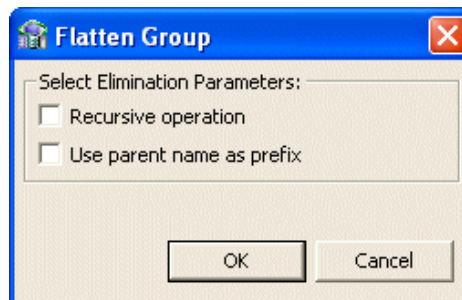 Flatten Group
Select Elimination Parameters:
Recursive operation
Use parent name as prefix
OK Cancel